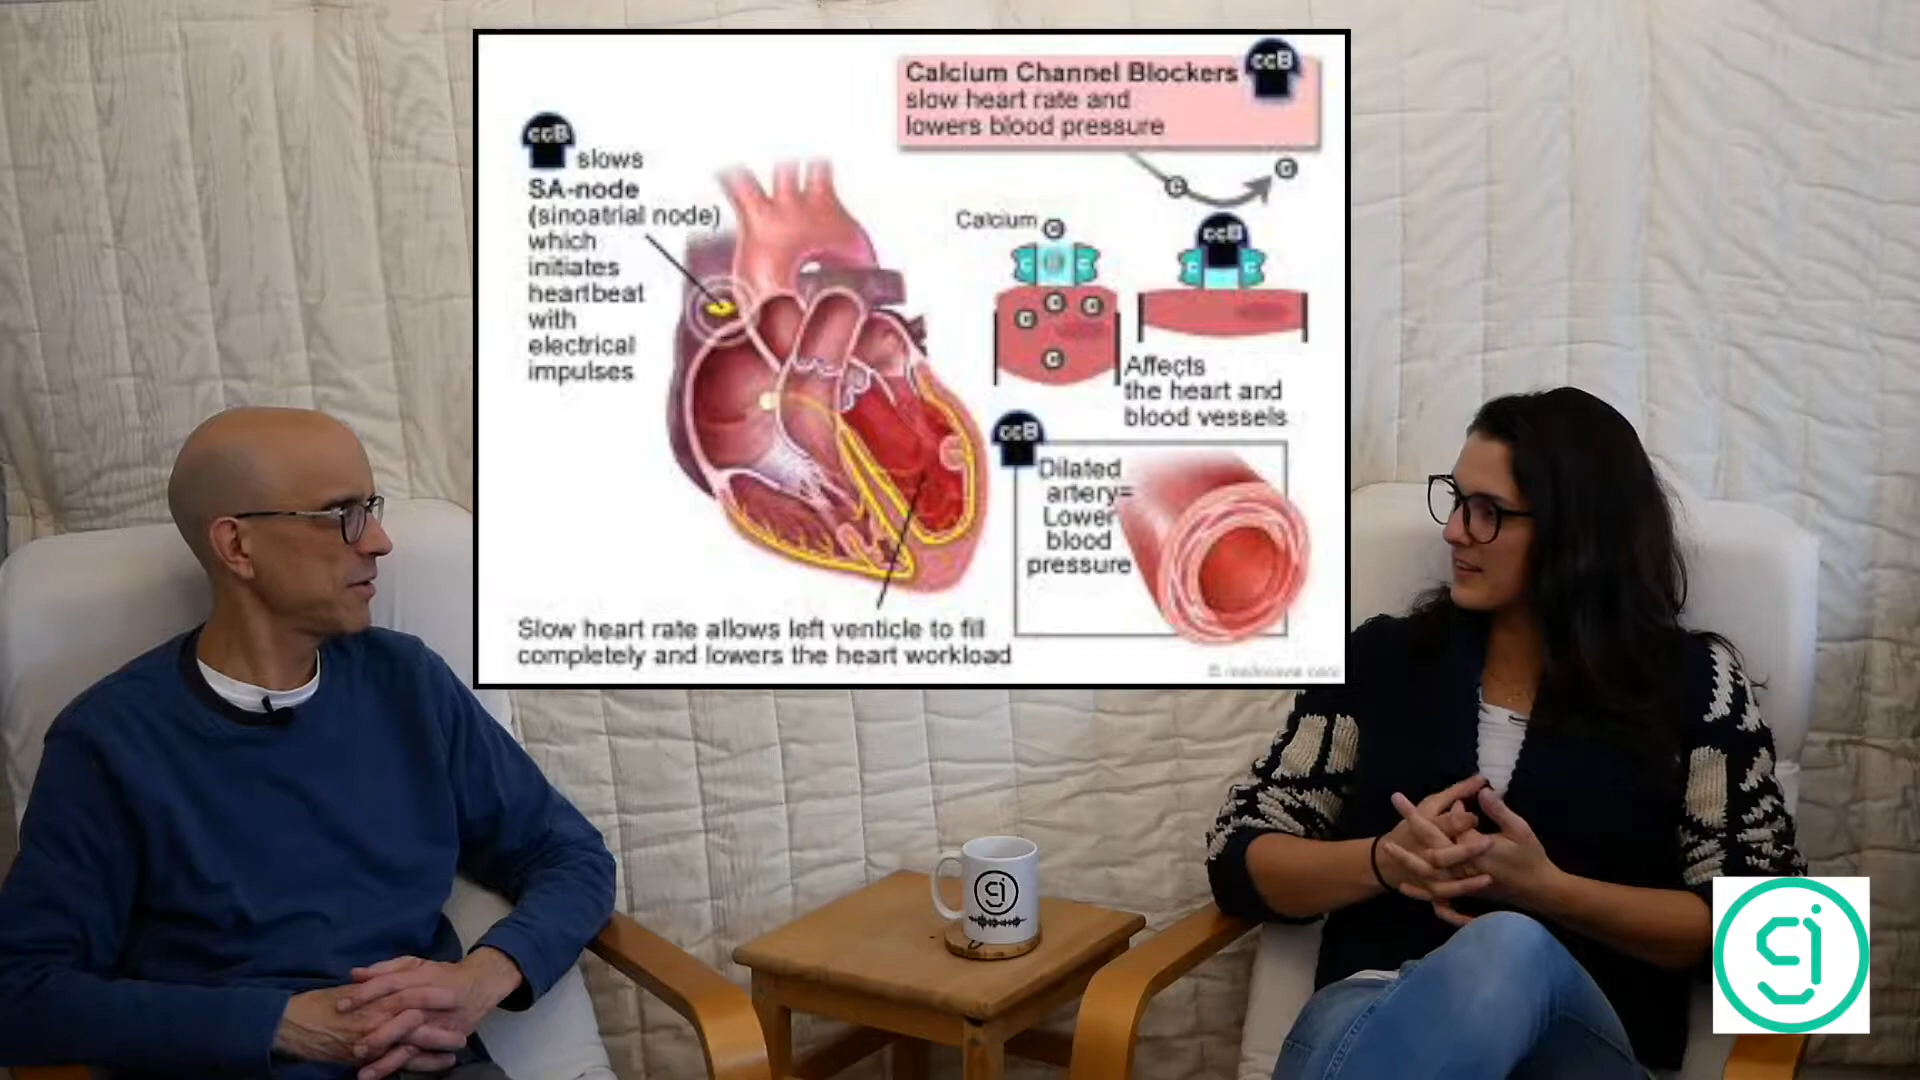 Calcium Channel Blockers
slow heart rate and
lowers blood pressure
ccB
ccB
slows
SA-node
(sinoatrial node)
which
initiates
heartbeat
with
electrical
impulses
Calcium
C
C
C
ccB
C
C
C
C
C
C
C
C
Affects
the heart and
blood vessels
ccB
Dilated
artery=
Lower
blood
pressure
Slow heart rate allows left venticle to fill
completely and lowers the heart workload